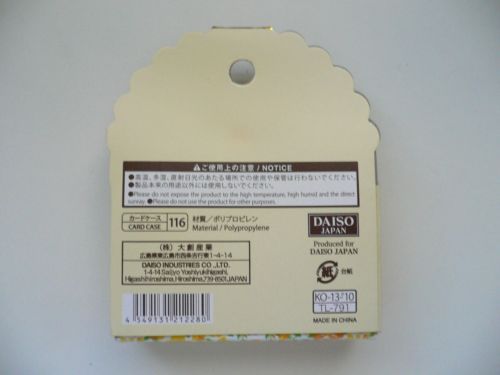 ⚠ご使用上の注意 / NOTICE
●高温、多湿、直射日光のあたる場所での使用や保管は行わないでください。
●製品本来の用途以外には使用しないでください。
●Please do not expose the product to the high temperature, high humid and the direct
sunray. ●Please do not use the product for other purposes.
カードケース
CARD CASE
116
材質／ポリプロピレン
Material / Polypropylene
DAISO
JAPAN
Produced for
DAISO JAPAN
(株) 大創産業
広島県東広島市西条吉行東1-4-14
DAISO INDUSTRIES CO.,LTD.
1-4-14 Saijyo Yoshiyukihigashi,
Higashihiroshima, Hiroshima, 739-8501 JAPAN
紙
台紙
KO-13-'10
TL-791
MADE IN CHINA
4 549131 212280